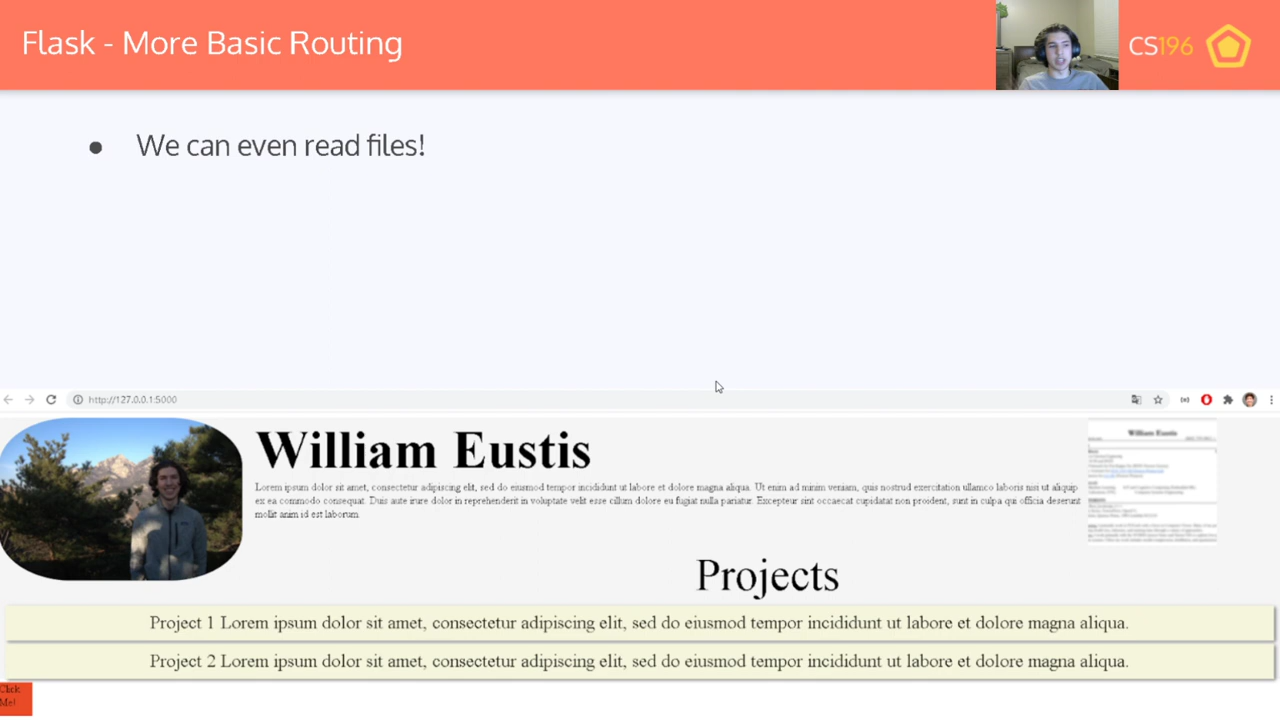 Flask - More Basic Routing
CS196
● We can even read files!
http://127.0.0.1:5000
William Eustis
Lorem ipsum dolor sit amet, consectetur adipiscing elit, sed do eiusmod tempor incididunt ut labore et dolore magna aliqua. Ut enim ad minim veniam, quis nostrud exercitation ullamco laboris nisi ut aliquip
ex ea commodo consequat. Duis aute irure dolor in reprehenderit in voluptate velit esse cillum dolore eu fugiat nulla pariatur. Excepteur sint occaecat cupidatat non proident, sunt in culpa qui officia deserunt
mollit anim id est laborum.
William Eustis
Projects
Project 1 Lorem ipsum dolor sit amet, consectetur adipiscing elit, sed do eiusmod tempor incididunt ut labore et dolore magna aliqua.
Project 2 Lorem ipsum dolor sit amet, consectetur adipiscing elit, sed do eiusmod tempor incididunt ut labore et dolore magna aliqua.
Click
Me!